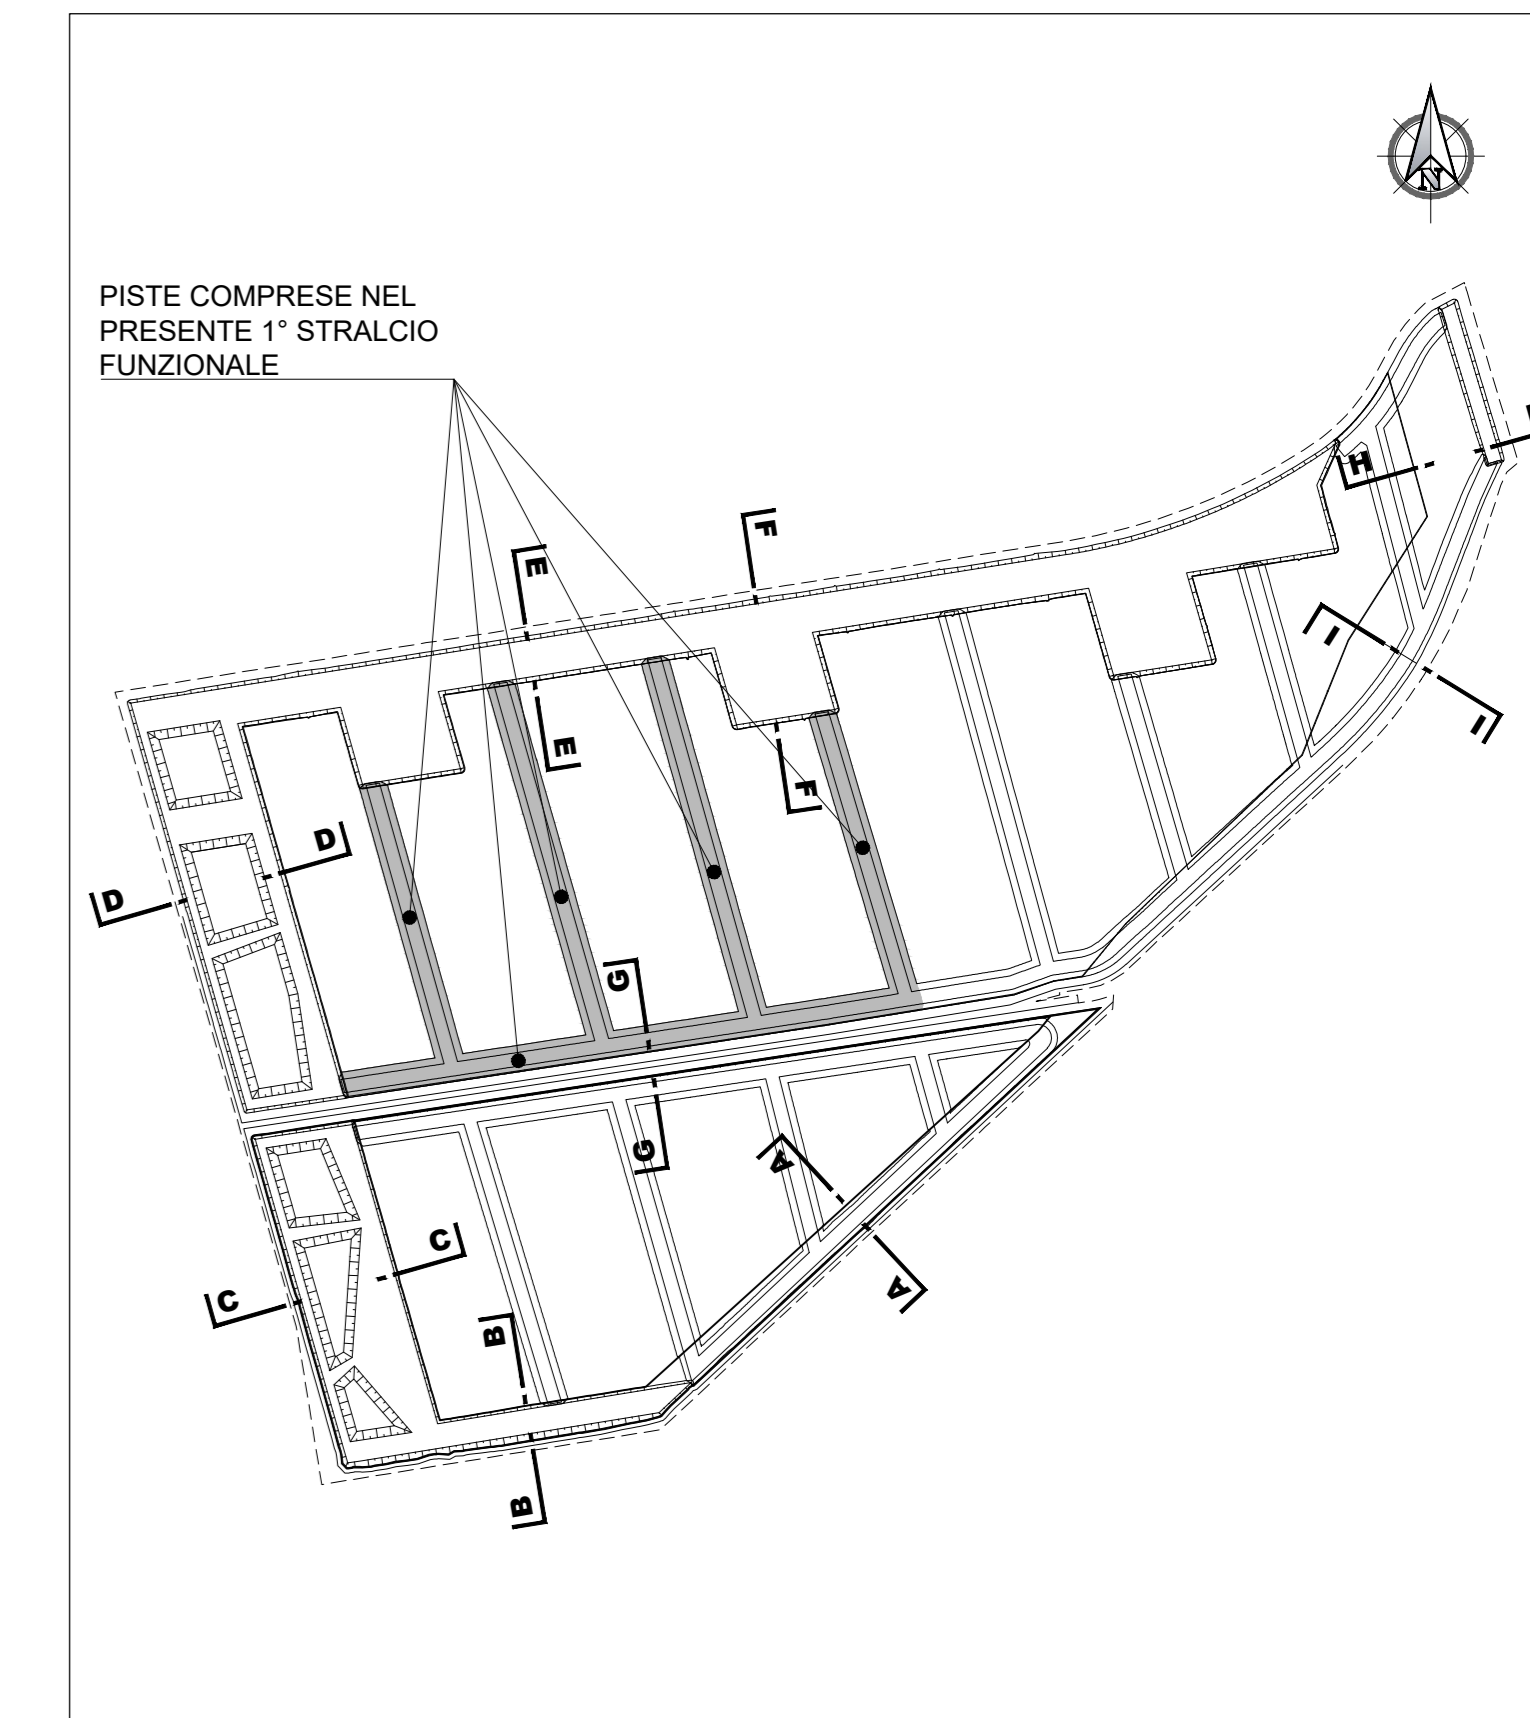 N
PISTE COMPRESE NEL
PRESENTE 1° STRALCIO
FUNZIONALE
H
F
E
I
I
E
F
D
D
G
G
A
C
A
C
B
B